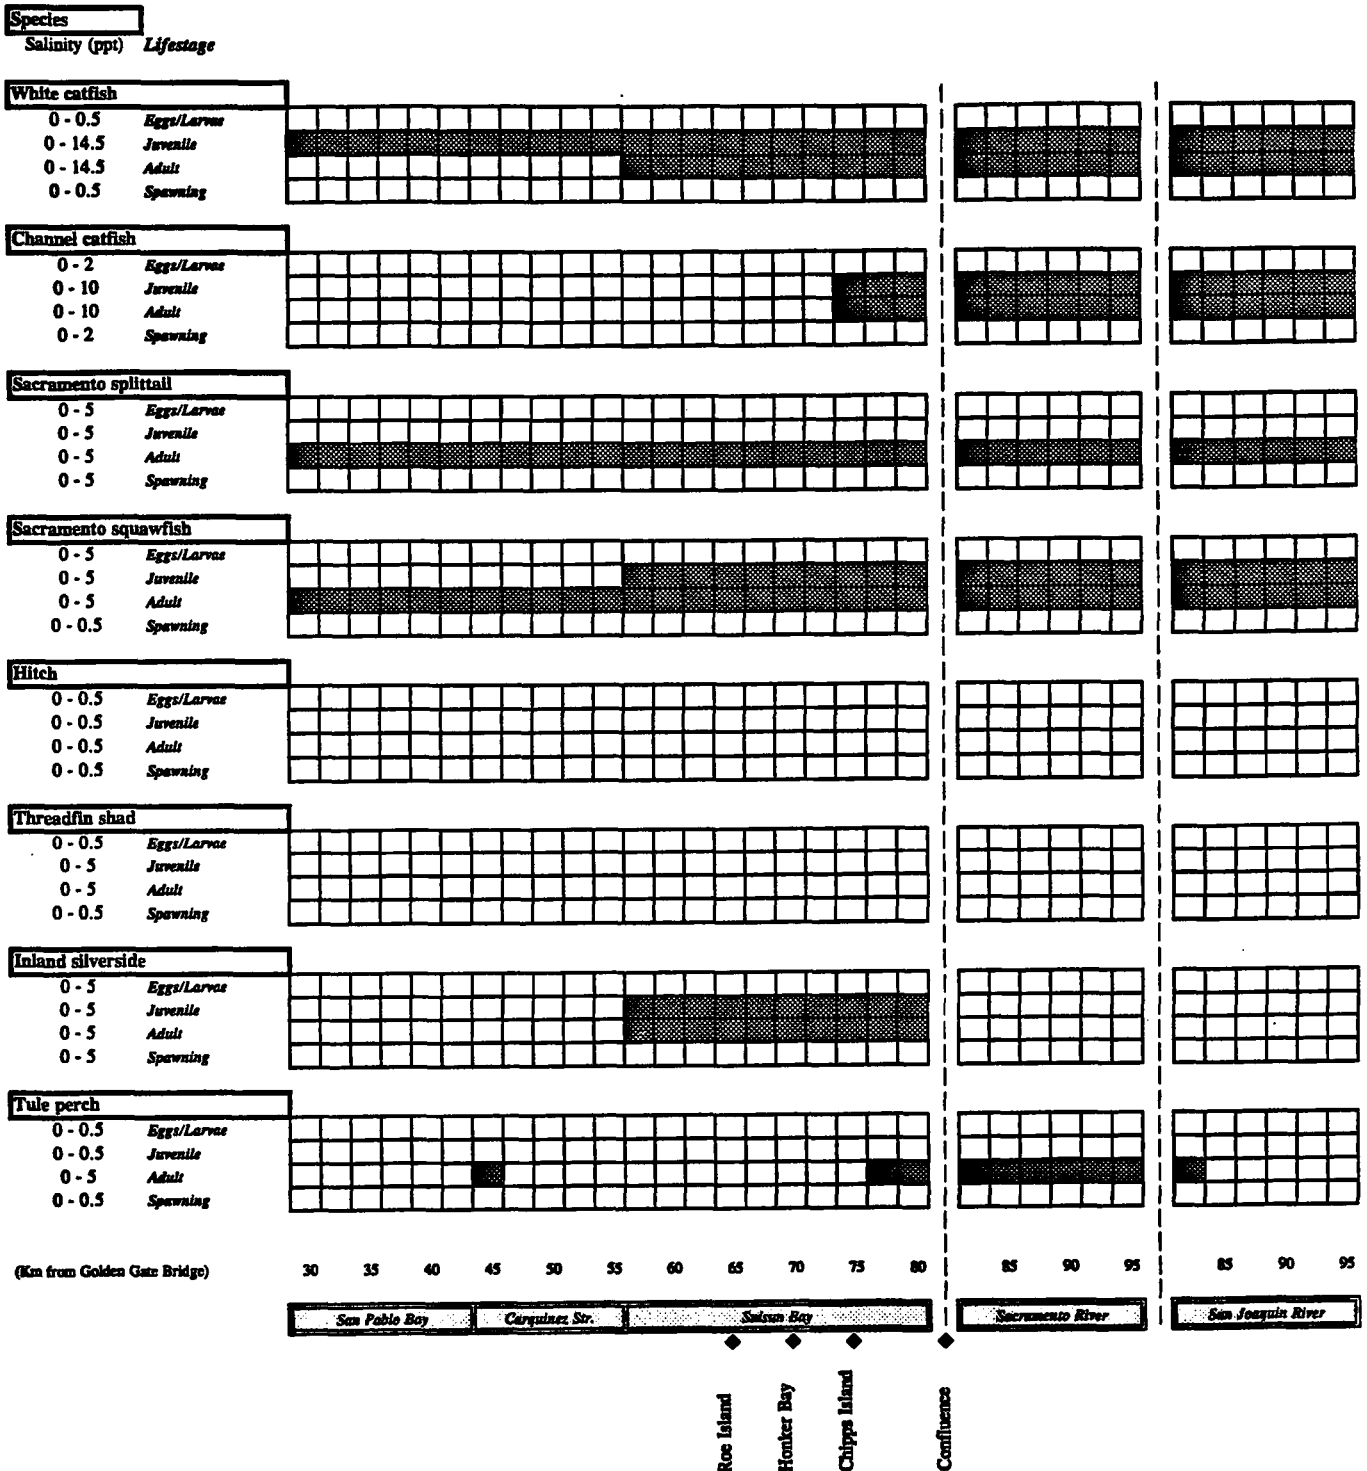 Species
Salinity (ppt) Lifestage
White catfish
0 - 0.5 Eggs/Larvae
0 - 14.5 Juvenile
0 - 14.5 Adult
0 - 0.5 Spawning
Channel catfish
0 - 2 Eggs/Larvae
0 - 10 Juvenile
0 - 10 Adult
0 - 2 Spawning
Sacramento splittail
0 - 5 Eggs/Larvae
0 - 5 Juvenile
0 - 5 Adult
0 - 5 Spawning
Sacramento squawfish
0 - 5 Eggs/Larvae
0 - 5 Juvenile
0 - 5 Adult
0 - 0.5 Spawning
Hitch
0 - 0.5 Eggs/Larvae
0 - 0.5 Juvenile
0 - 0.5 Adult
0 - 0.5 Spawning
Threadfin shad
0 - 0.5 Eggs/Larvae
0 - 5 Juvenile
0 - 5 Adult
0 - 0.5 Spawning
Inland silverside
0 - 5 Eggs/Larvae
0 - 5 Juvenile
0 - 5 Adult
0 - 5 Spawning
Tule perch
0 - 0.5 Eggs/Larvae
0 - 0.5 Juvenile
0 - 5 Adult
0 - 0.5 Spawning
(Km from Golden Gate Bridge) 30 35 40 45 50 55 60 65 70 75 80 85 90 95 85 90 95
San Pablo Bay Carquinez Str. Suisun Bay Sacramento River San Joaquin River
Roe Island
Honker Bay
Chipps Island
Confluence